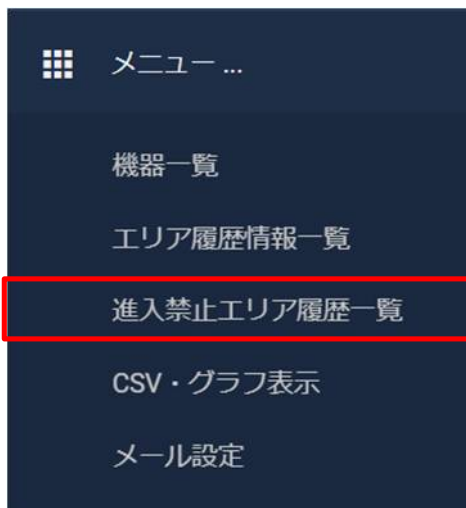 メニュー ...
機器一覧
エリア履歴情報一覧
進入禁止エリア履歴一覧
CSV・グラフ表示
メール設定